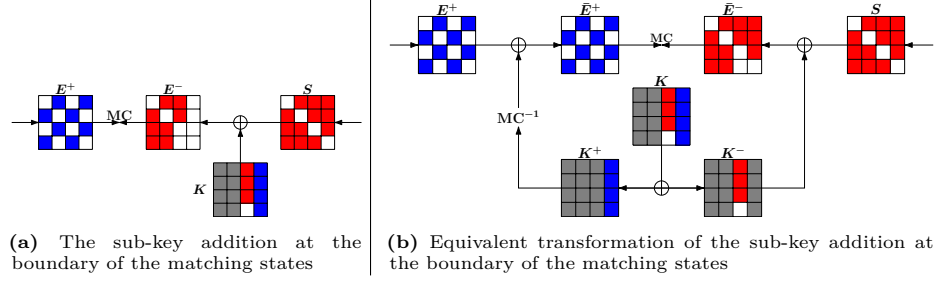 E⁺ Ē⁺ Ē⁻ S
MC
K
E⁺ E⁻ S
MC
MC⁻¹
K
K⁺ K⁻
(a) The sub-key addition at the
boundary of the matching states
(b) Equivalent transformation of the sub-key addition at
the boundary of the matching states